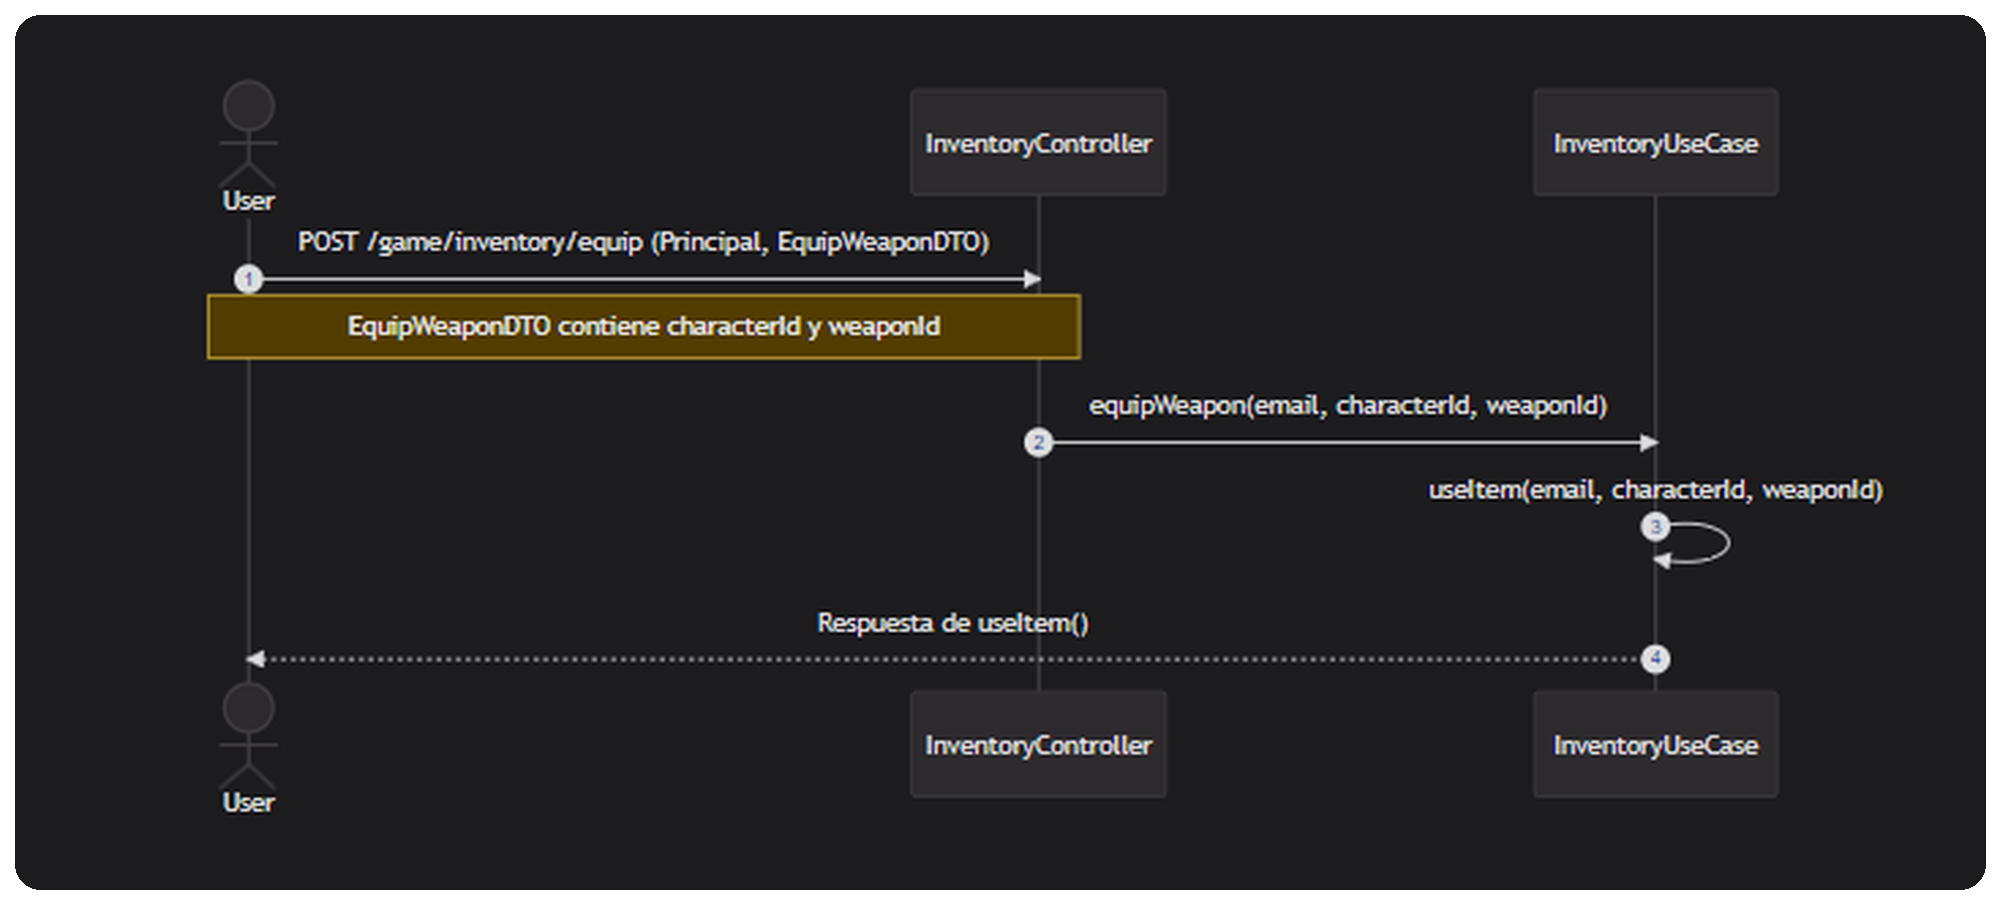 User
InventoryController
InventoryUseCase
POST /game/inventory/equip (Principal, EquipWeaponDTO)
1
EquipWeaponDTO contiene characterId y weaponId
equipWeapon(email, characterId, weaponId)
2
useItem(email, characterId, weaponId)
3
Respuesta de useItem()
4
User
InventoryController
InventoryUseCase